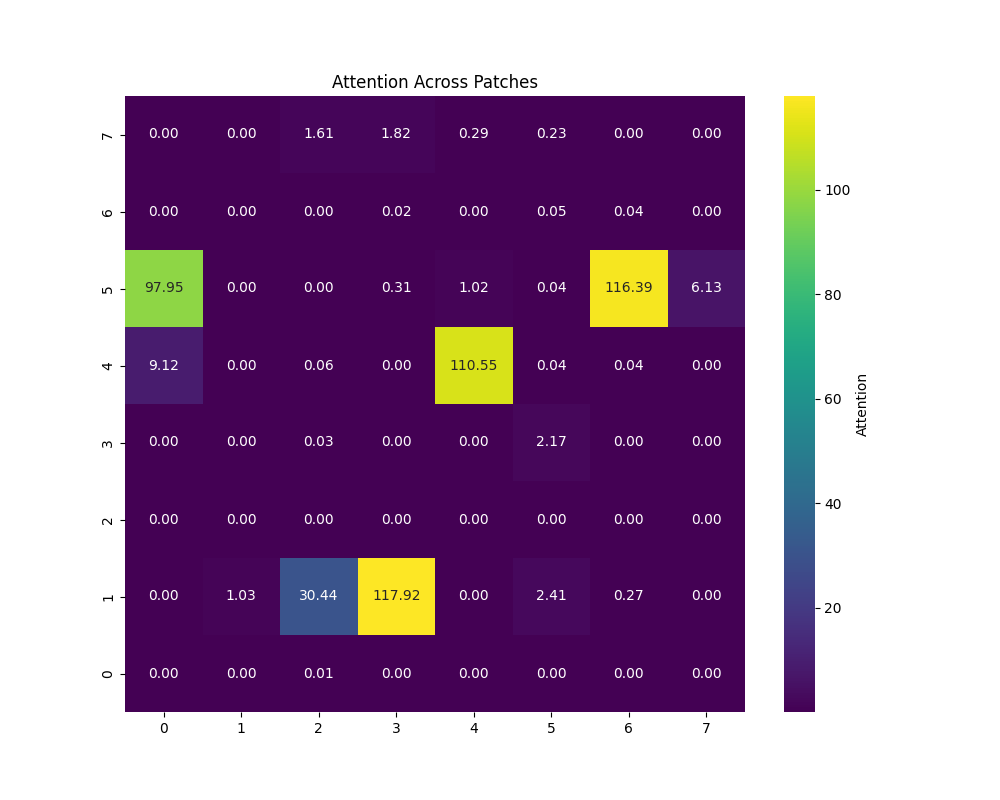 Attention Across Patches
7 0.00 0.00 1.61 1.82 0.29 0.23 0.00 0.00
6 0.00 0.00 0.00 0.02 0.00 0.05 0.04 0.00
5 97.95 0.00 0.00 0.31 1.02 0.04 116.39 6.13
4 9.12 0.00 0.06 0.00 110.55 0.04 0.04 0.00
3 0.00 0.00 0.03 0.00 0.00 2.17 0.00 0.00
2 0.00 0.00 0.00 0.00 0.00 0.00 0.00 0.00
1 0.00 1.03 30.44 117.92 0.00 2.41 0.27 0.00
0 0.00 0.00 0.01 0.00 0.00 0.00 0.00 0.00
0 1 2 3 4 5 6 7
100
80
60
40
20
Attention